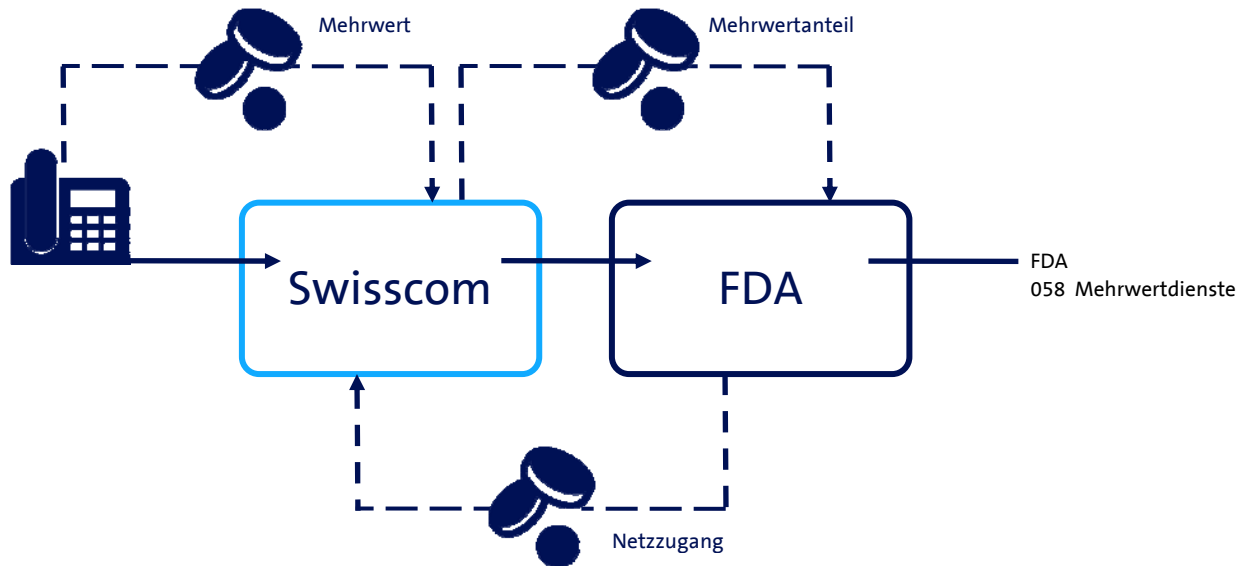 Mehrwert
Mehrwertanteil
Swisscom
FDA
FDA
058 Mehrwertdienste
Netzzugang